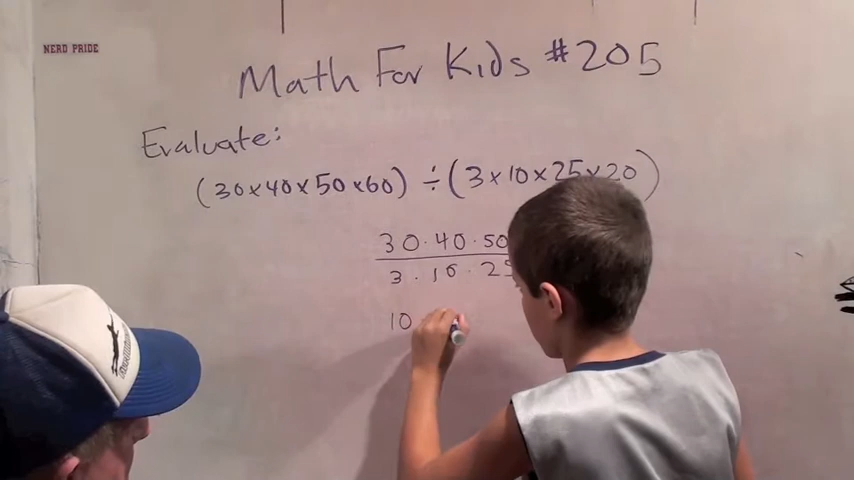 NERD PRIDE
Math For Kids #205
Evaluate:
(30×40×50×60) ÷ (3×10×25×20)
30·40·50
3·10·25
10